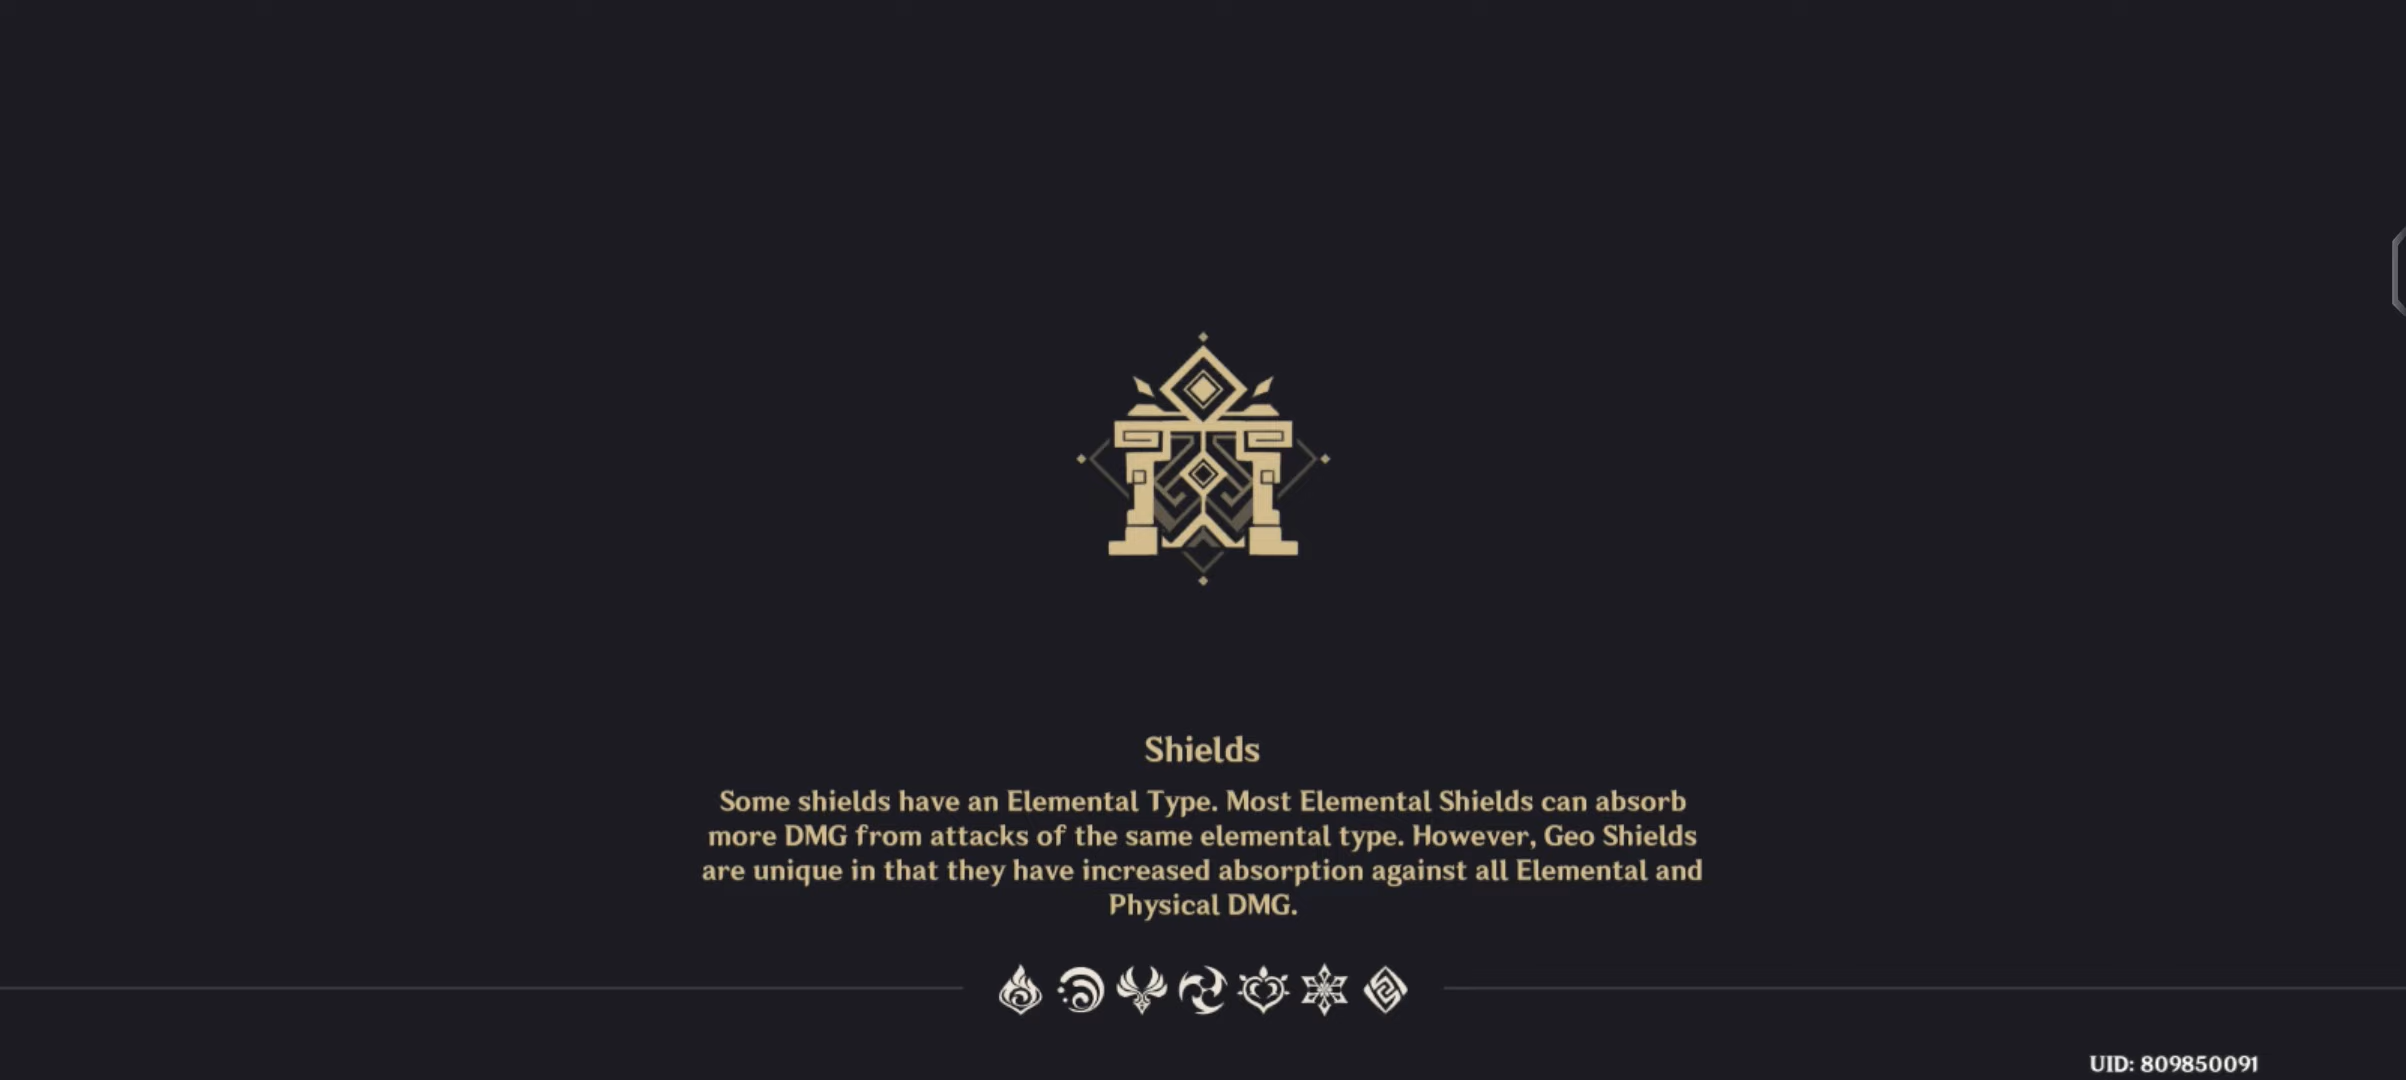 Shields
Some shields have an Elemental Type. Most Elemental Shields can absorb
more DMG from attacks of the same elemental type. However, Geo Shields
are unique in that they have increased absorption against all Elemental and
Physical DMG.
UID: 809850091